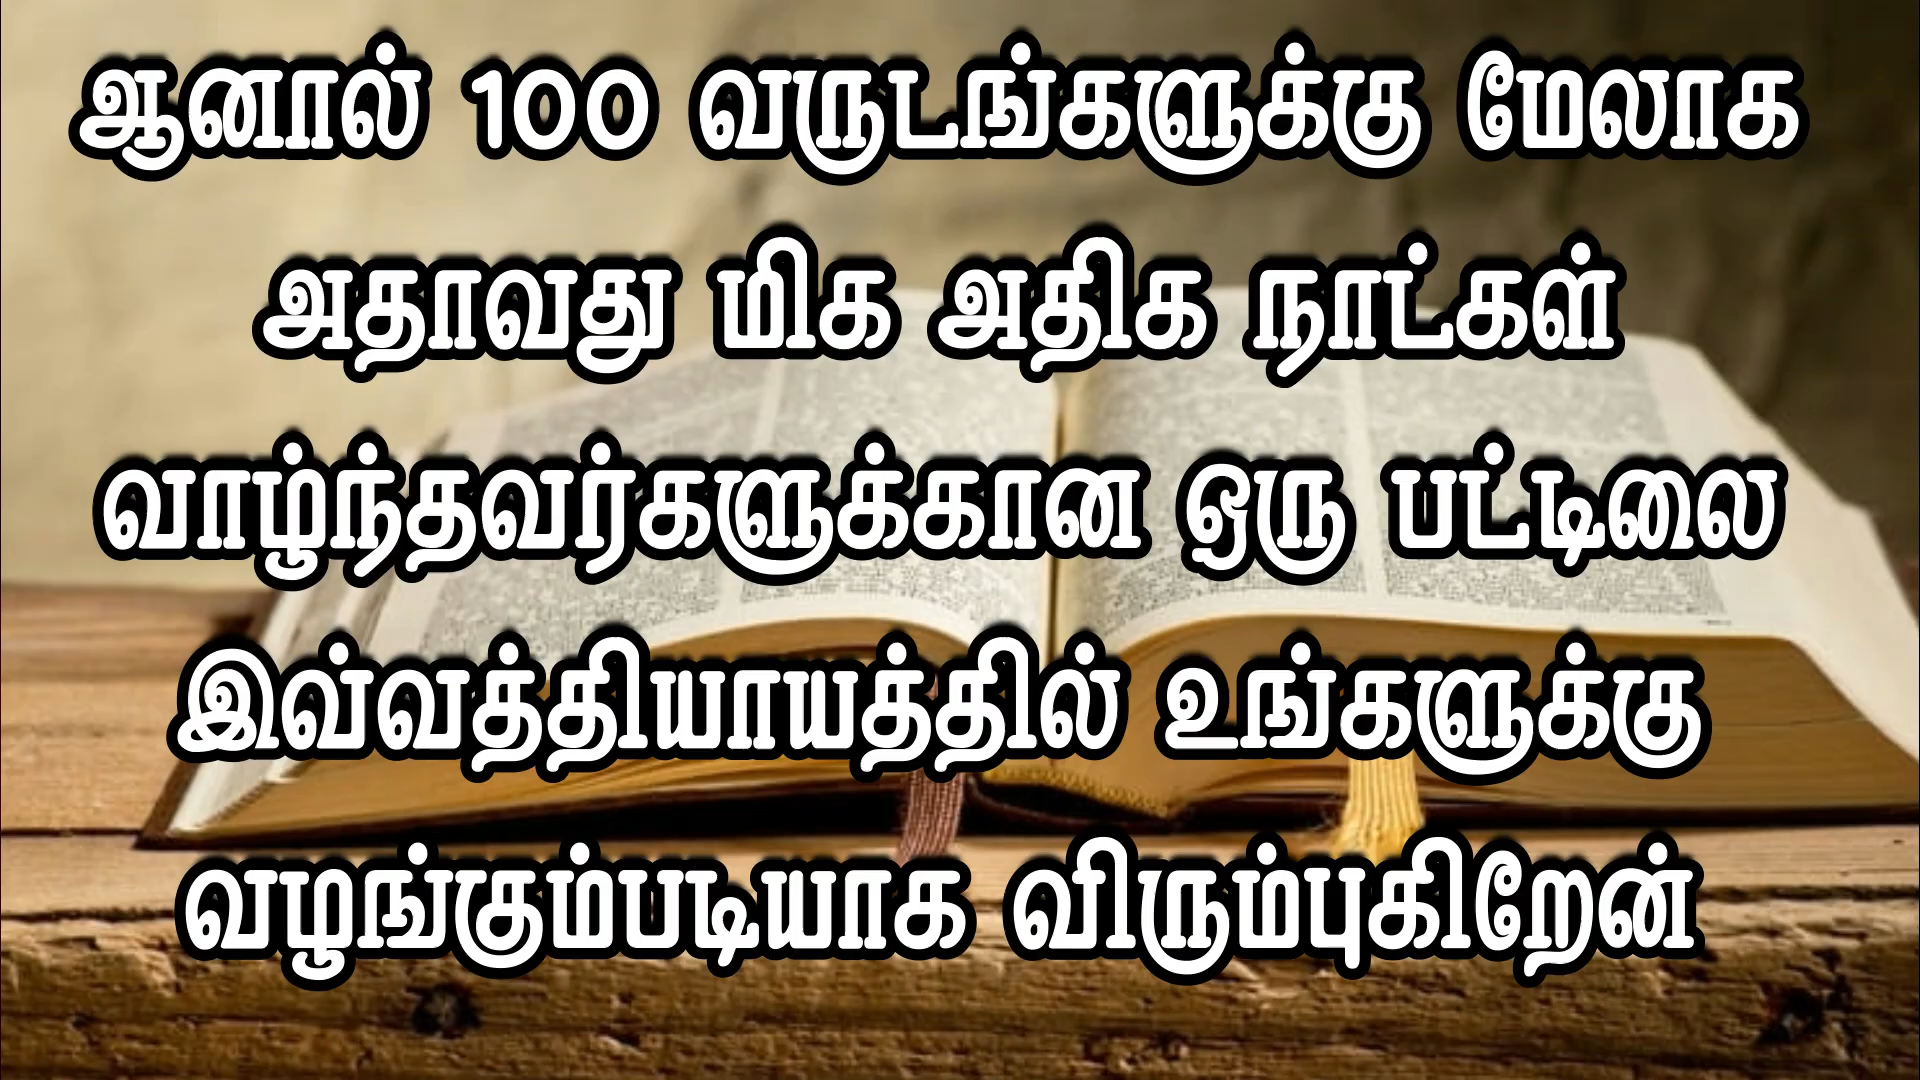 ஆனால் 100 வருடங்களுக்கு மேலாக
அதாவது மிக அதிக நாட்கள்
வாழ்ந்தவர்களுக்கான ஒரு பட்டிலை
இவ்வத்தியாயத்தில் உங்களுக்கு
வழங்கும்படியாக விரும்புகிறேன்